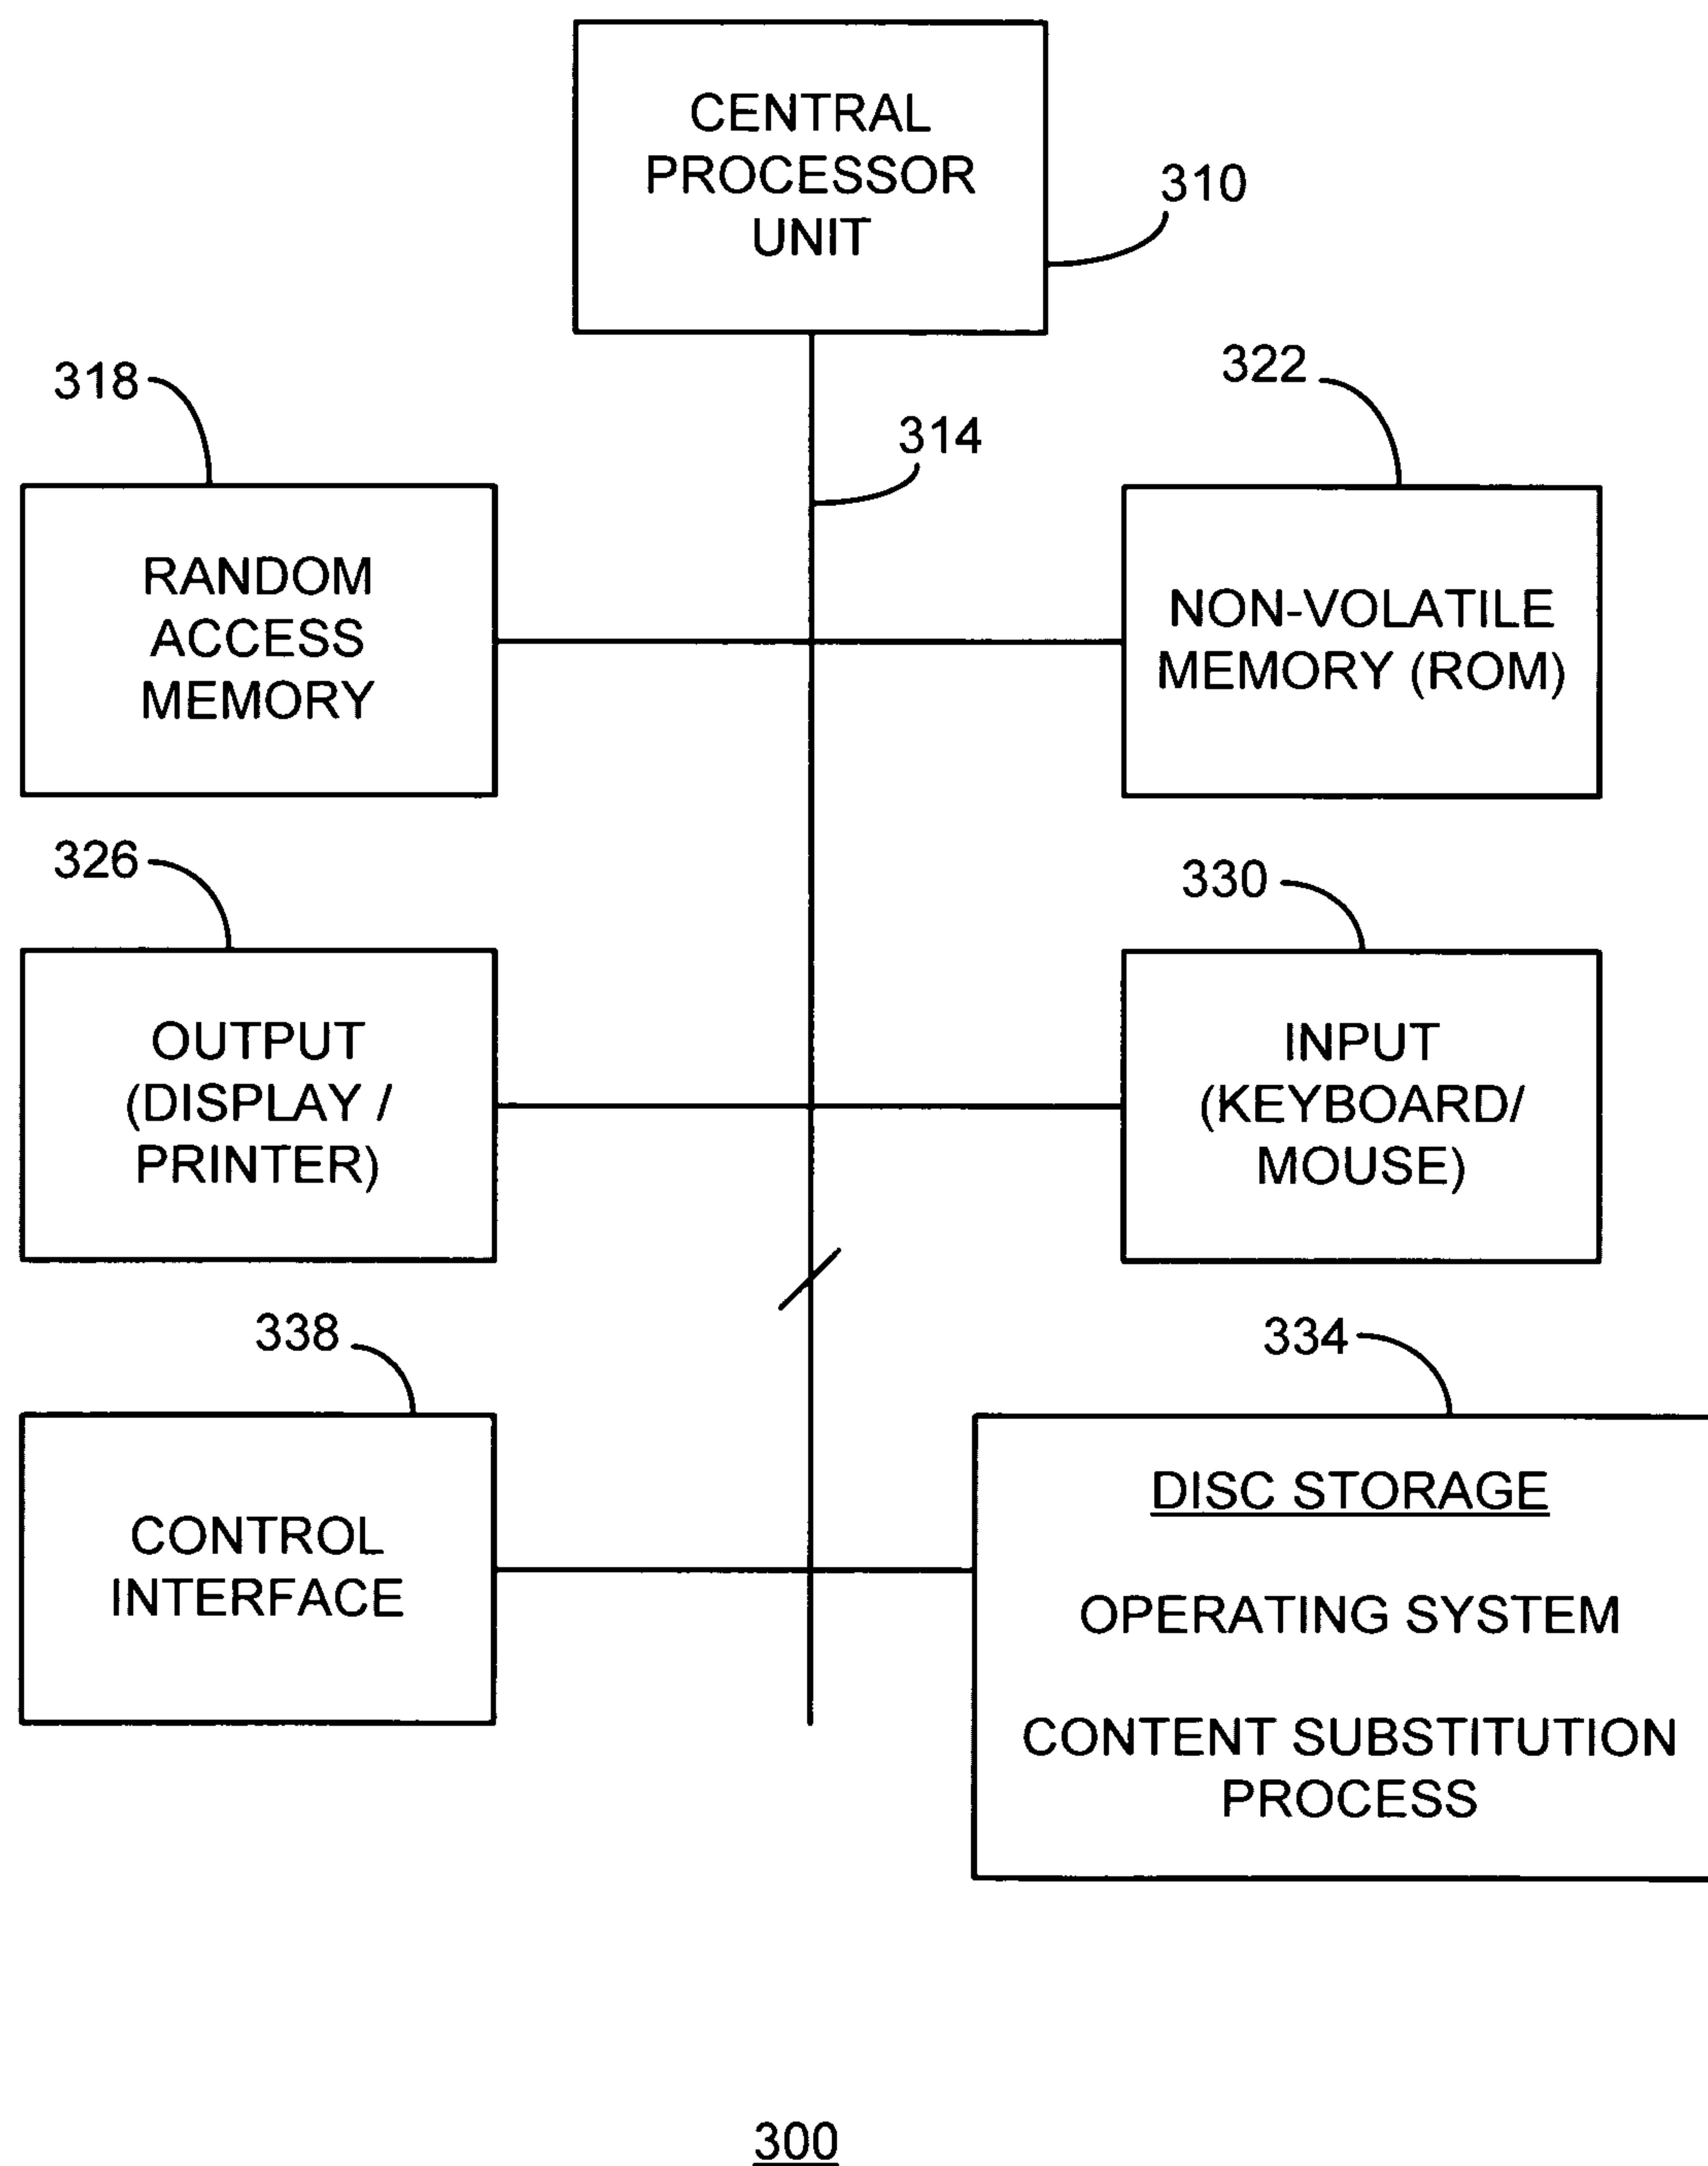 CENTRAL
PROCESSOR
UNIT
310
318
322
314
RANDOM
ACCESS
MEMORY
NON-VOLATILE
MEMORY (ROM)
326
330
OUTPUT
(DISPLAY /
PRINTER)
INPUT
(KEYBOARD/
MOUSE)
338
334
CONTROL
INTERFACE
DISC STORAGE
OPERATING SYSTEM
CONTENT SUBSTITUTION
PROCESS
300